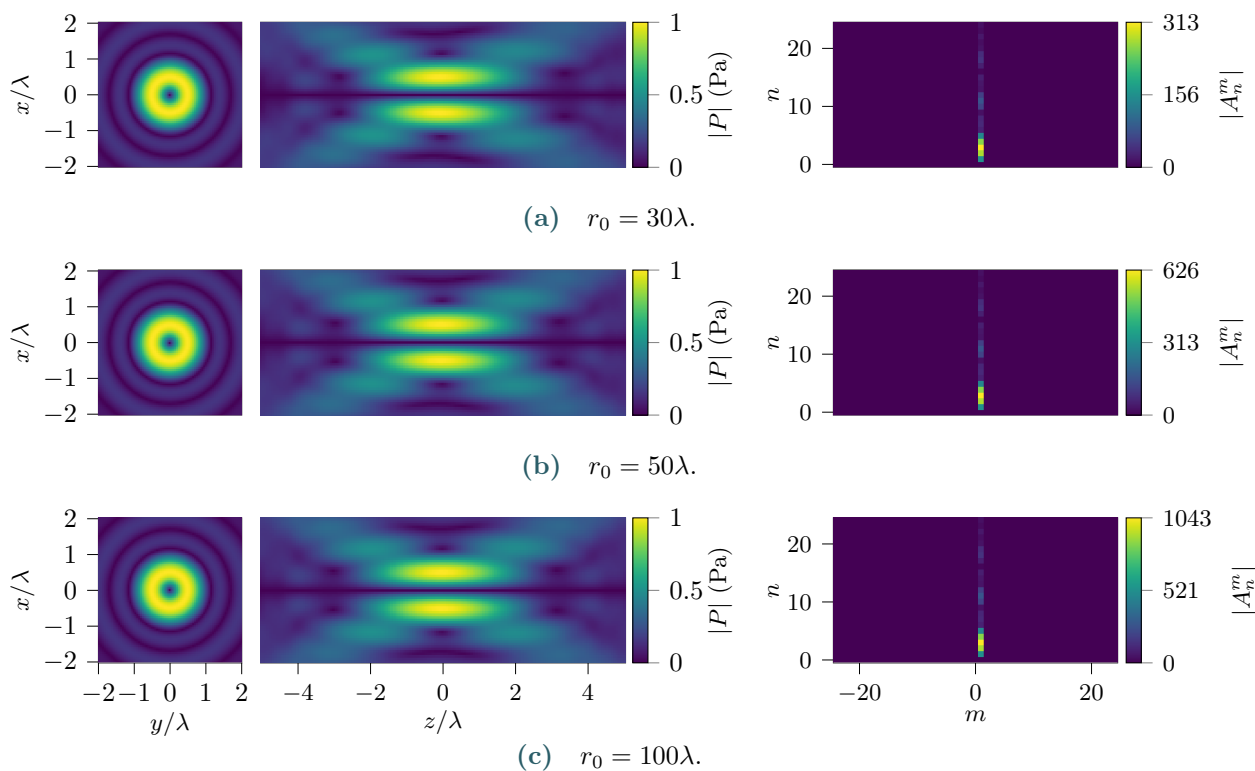 2
1
0
−1
−2
x/λ
1
0.5
0
|P| (Pa)
20
10
0
n
313
156
0
|A_n^m|
(a) r_0 = 30λ.
2
1
0
−1
−2
x/λ
1
0.5
0
|P| (Pa)
20
10
0
n
626
313
0
|A_n^m|
(b) r_0 = 50λ.
2
1
0
−1
−2
x/λ
−2 −1 0 1 2
y/λ
−4 −2 0 2 4
z/λ
1
0.5
0
|P| (Pa)
20
10
0
n
−20 0 20
m
1043
521
0
|A_n^m|
(c) r_0 = 100λ.